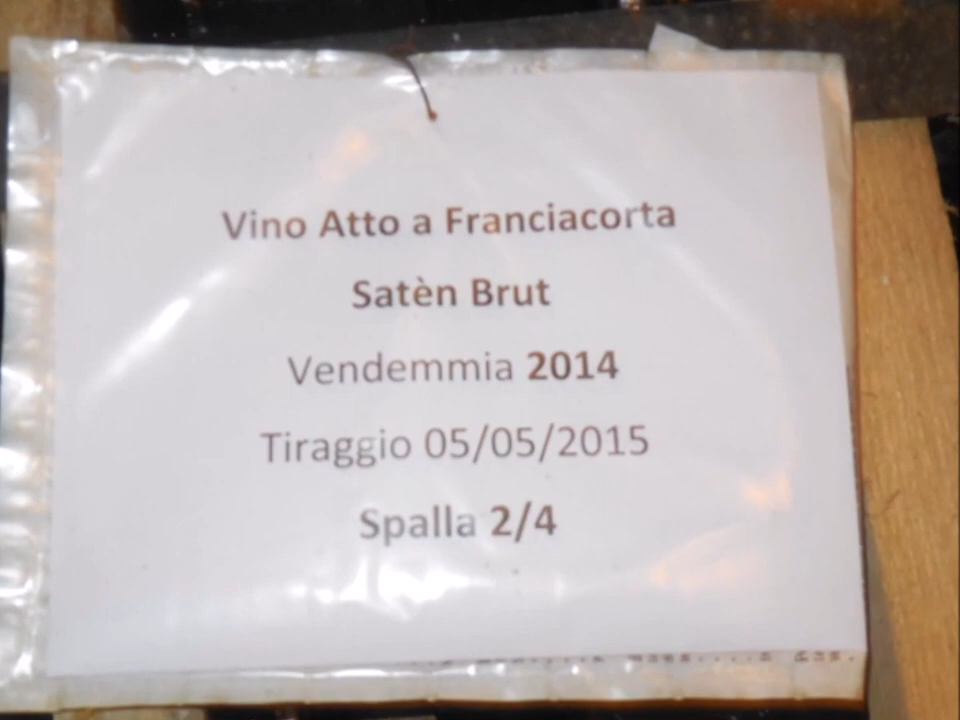 Vino Atto a Franciacorta
Satèn Brut
Vendemmia 2014
Tiraggio 05/05/2015
Spalla 2/4